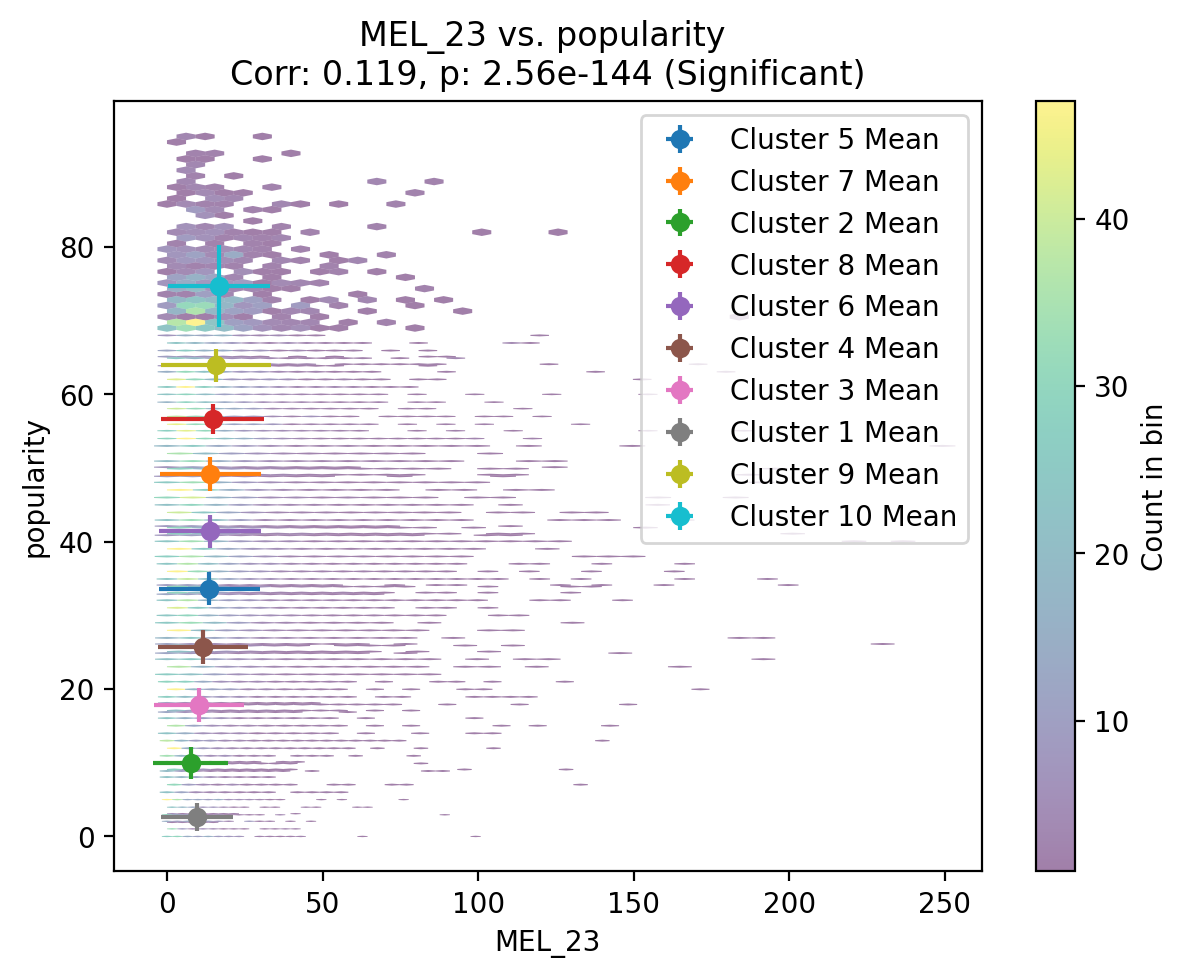 MEL_23 vs. popularity
Corr: 0.119, p: 2.56e-144 (Significant)
Cluster 5 Mean
Cluster 7 Mean
Cluster 2 Mean
Cluster 8 Mean
Cluster 6 Mean
Cluster 4 Mean
Cluster 3 Mean
Cluster 1 Mean
Cluster 9 Mean
Cluster 10 Mean
popularity
80
60
40
20
0
0
50
100
150
200
250
MEL_23
40
30
20
10
Count in bin